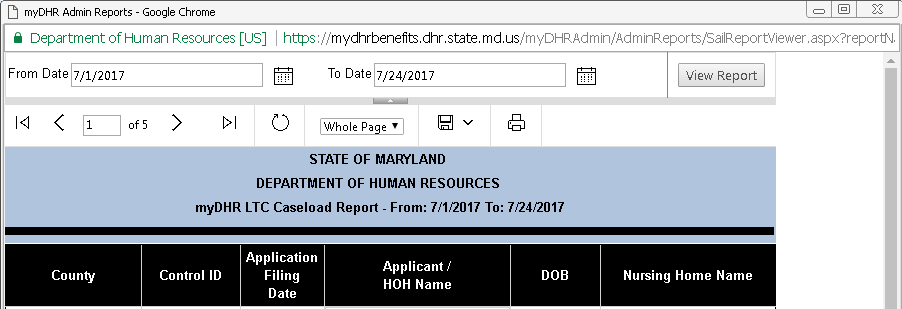 myDHR Admin Reports - Google Chrome
Department of Human Resources [US] | https://mydhrbenefits.dhr.state.md.us/myDHRAdmin/AdminReports/SailReportViewer.aspx?reportN
From Date 7/1/2017 To Date 7/24/2017 View Report
1 of 5 Whole Page
STATE OF MARYLAND
DEPARTMENT OF HUMAN RESOURCES
myDHR LTC Caseload Report - From: 7/1/2017 To: 7/24/2017
County
Control ID
Application
Filing
Date
Applicant /
HOH Name
DOB
Nursing Home Name